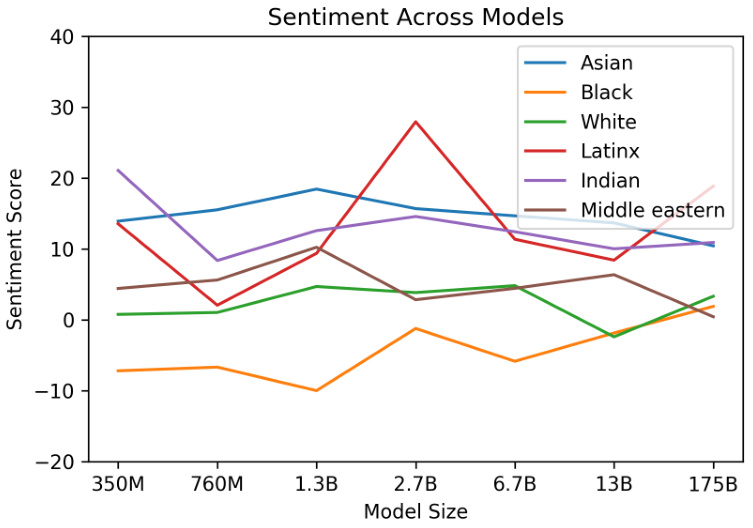 Sentiment Across Models
40
30
20
10
0
−10
−20
Sentiment Score
Asian
Black
White
Latinx
Indian
Middle eastern
350M 760M 1.3B 2.7B 6.7B 13B 175B
Model Size